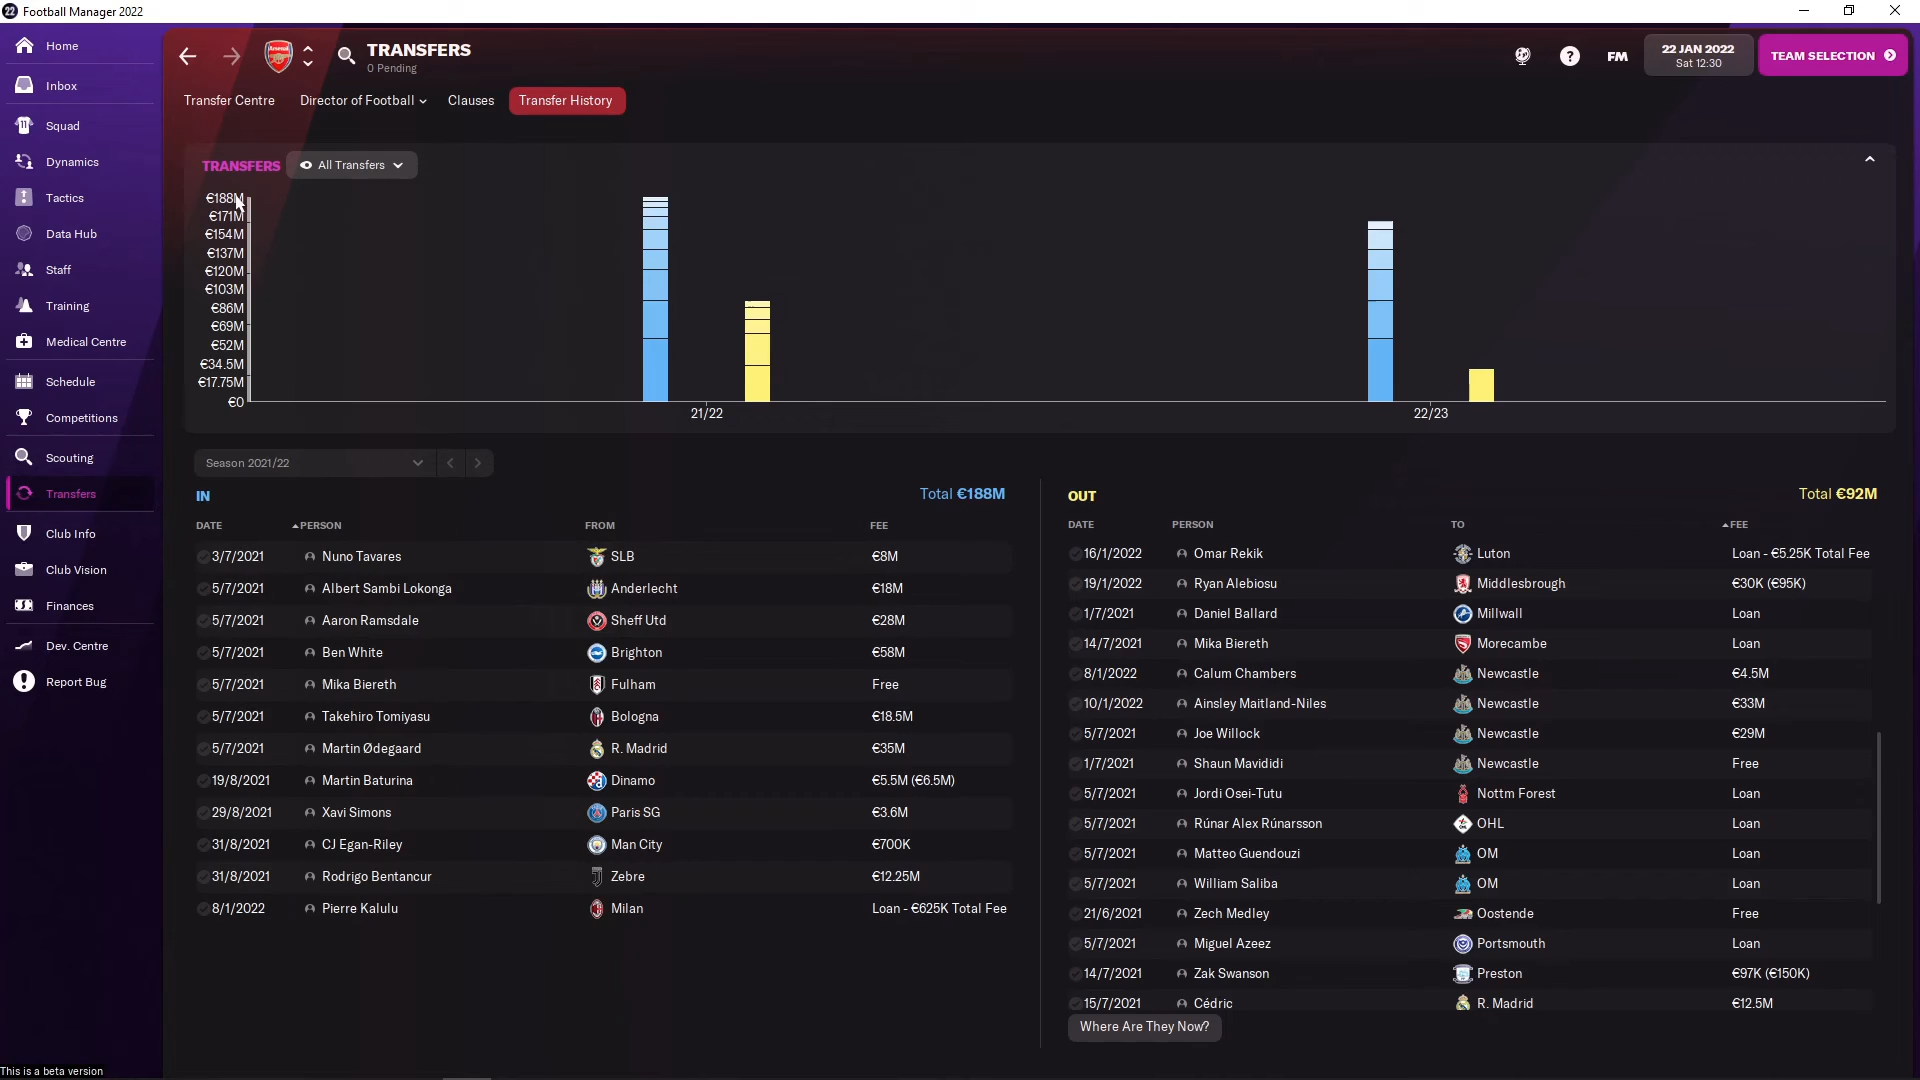 22 Football Manager 2022
Home
Inbox
Squad
Dynamics
Tactics
Data Hub
Staff
Training
Medical Centre
Schedule
Competitions
Scouting
Transfers
Club Info
Club Vision
Finances
Dev. Centre
Report Bug
This is a beta version
Arsenal
TRANSFERS
0 Pending
? FM
22 JAN 2022
Sat 12:30
TEAM SELECTION
Transfer Centre Director of Football Clauses Transfer History
TRANSFERS All Transfers
€188M
€171M
€154M
€137M
€120M
€103M
€86M
€69M
€52M
€34.5M
€17.75M
€0
21/22 22/23
Season 2021/22
IN Total €188M
DATE PERSON FROM FEE
3/7/2021 Nuno Tavares SLB €8M
5/7/2021 Albert Sambi Lokonga Anderlecht €18M
5/7/2021 Aaron Ramsdale Sheff Utd €28M
5/7/2021 Ben White Brighton €58M
5/7/2021 Mika Biereth Fulham Free
5/7/2021 Takehiro Tomiyasu Bologna €18.5M
5/7/2021 Martin Ødegaard R. Madrid €35M
19/8/2021 Martin Baturina Dinamo €5.5M (€6.5M)
29/8/2021 Xavi Simons Paris SG €3.6M
31/8/2021 CJ Egan-Riley Man City €700K
31/8/2021 Rodrigo Bentancur Zebre €12.25M
8/1/2022 Pierre Kalulu Milan Loan - €625K Total Fee
OUT Total €92M
DATE PERSON TO FEE
16/1/2022 Omar Rekik Luton Loan - €5.25K Total Fee
19/1/2022 Ryan Alebiosu Middlesbrough €30K (€95K)
1/7/2021 Daniel Ballard Millwall Loan
14/7/2021 Mika Biereth Morecambe Loan
8/1/2022 Calum Chambers Newcastle €4.5M
10/1/2022 Ainsley Maitland-Niles Newcastle €33M
5/7/2021 Joe Willock Newcastle €29M
1/7/2021 Shaun Mavididi Newcastle Free
5/7/2021 Jordi Osei-Tutu Nottm Forest Loan
5/7/2021 Rúnar Alex Rúnarsson OHL Loan
5/7/2021 Matteo Guendouzi OM Loan
5/7/2021 William Saliba OM Loan
21/6/2021 Zech Medley Oostende Free
5/7/2021 Miguel Azeez Portsmouth Loan
14/7/2021 Zak Swanson Preston €97K (€150K)
15/7/2021 Cédric R. Madrid €12.5M
Where Are They Now?